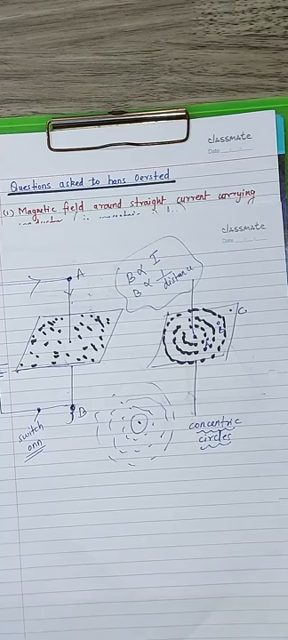 classmate
Date
Questions asked to hans Oersted
(1) Magnetic field around straight current carrying
classmate
Date
A
B ∝ I
B ∝ 1/distance
C
B
switch
onn
concentric
circles